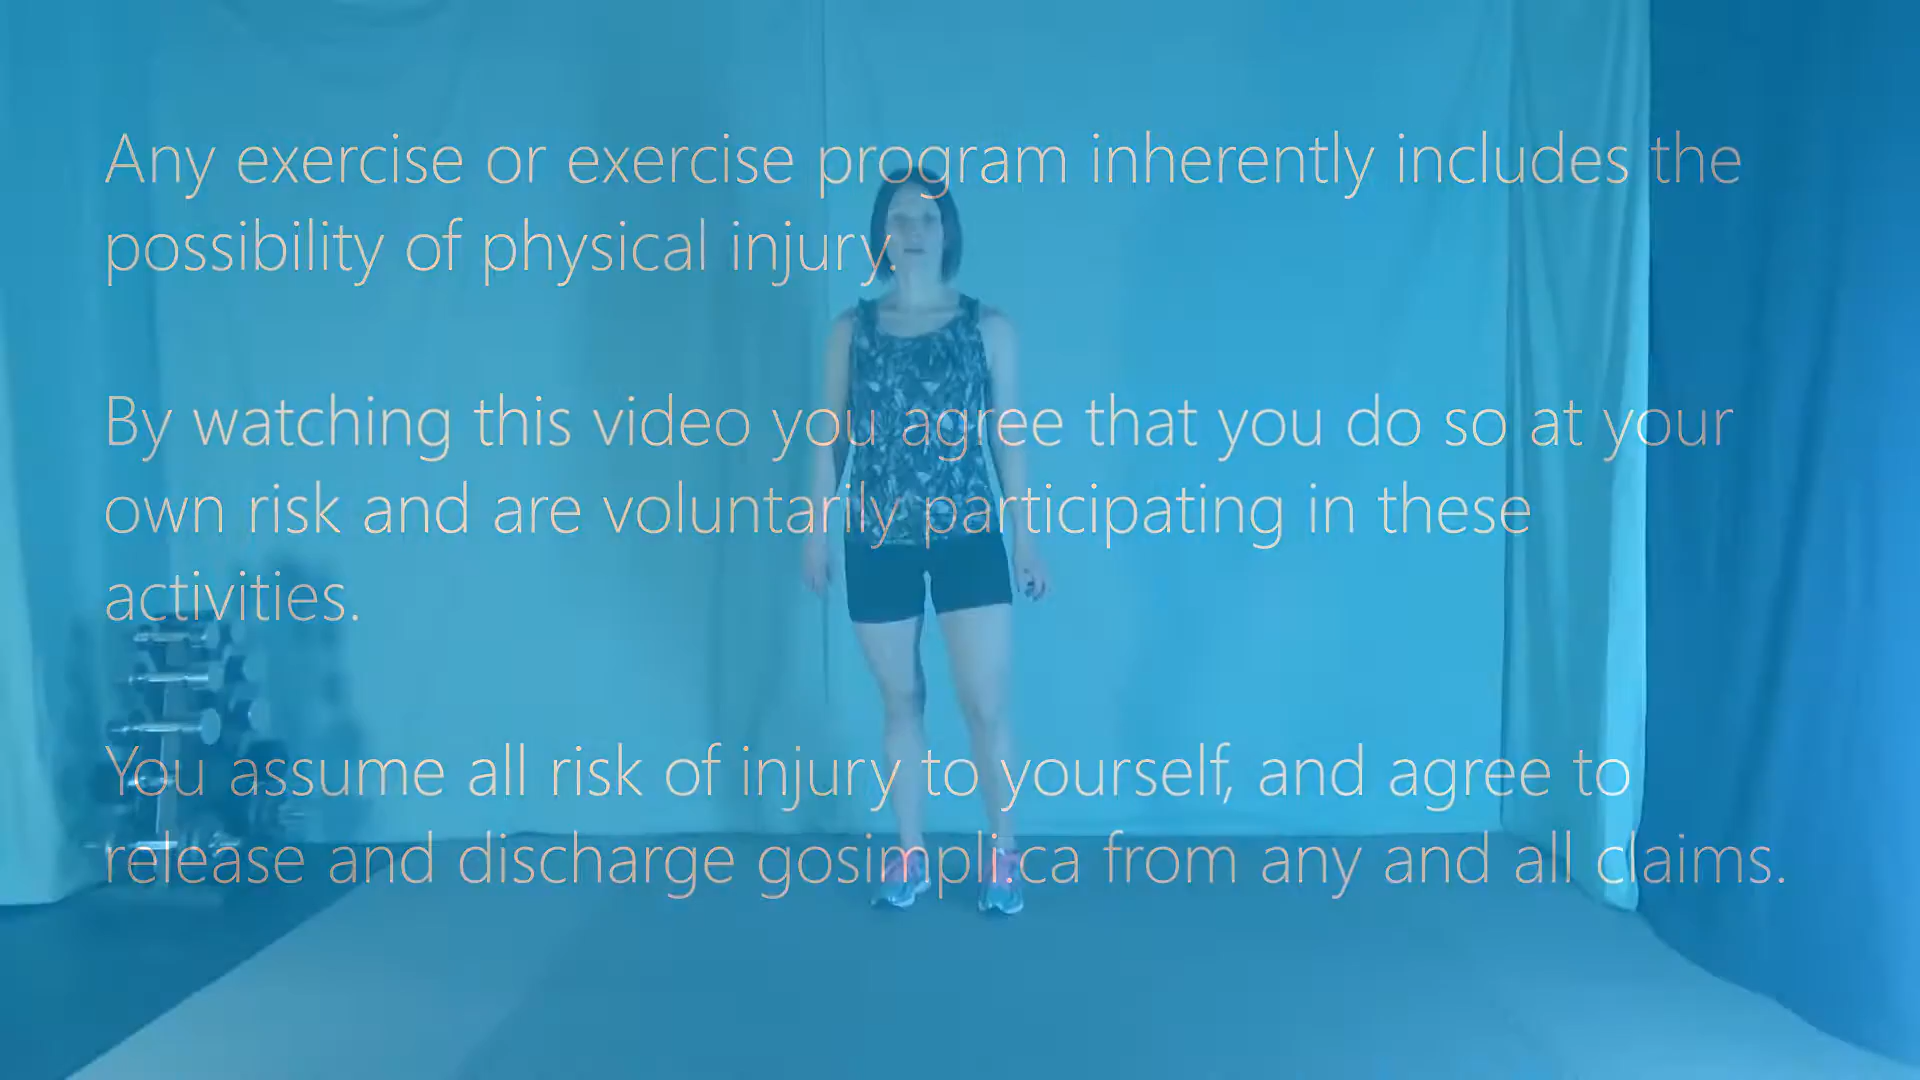 Any exercise or exercise program inherently includes the
possibility of physical injury.
By watching this video you agree that you do so at your
own risk and are voluntarily participating in these
activities.
You assume all risk of injury to yourself, and agree to
release and discharge gosimpli.ca from any and all claims.